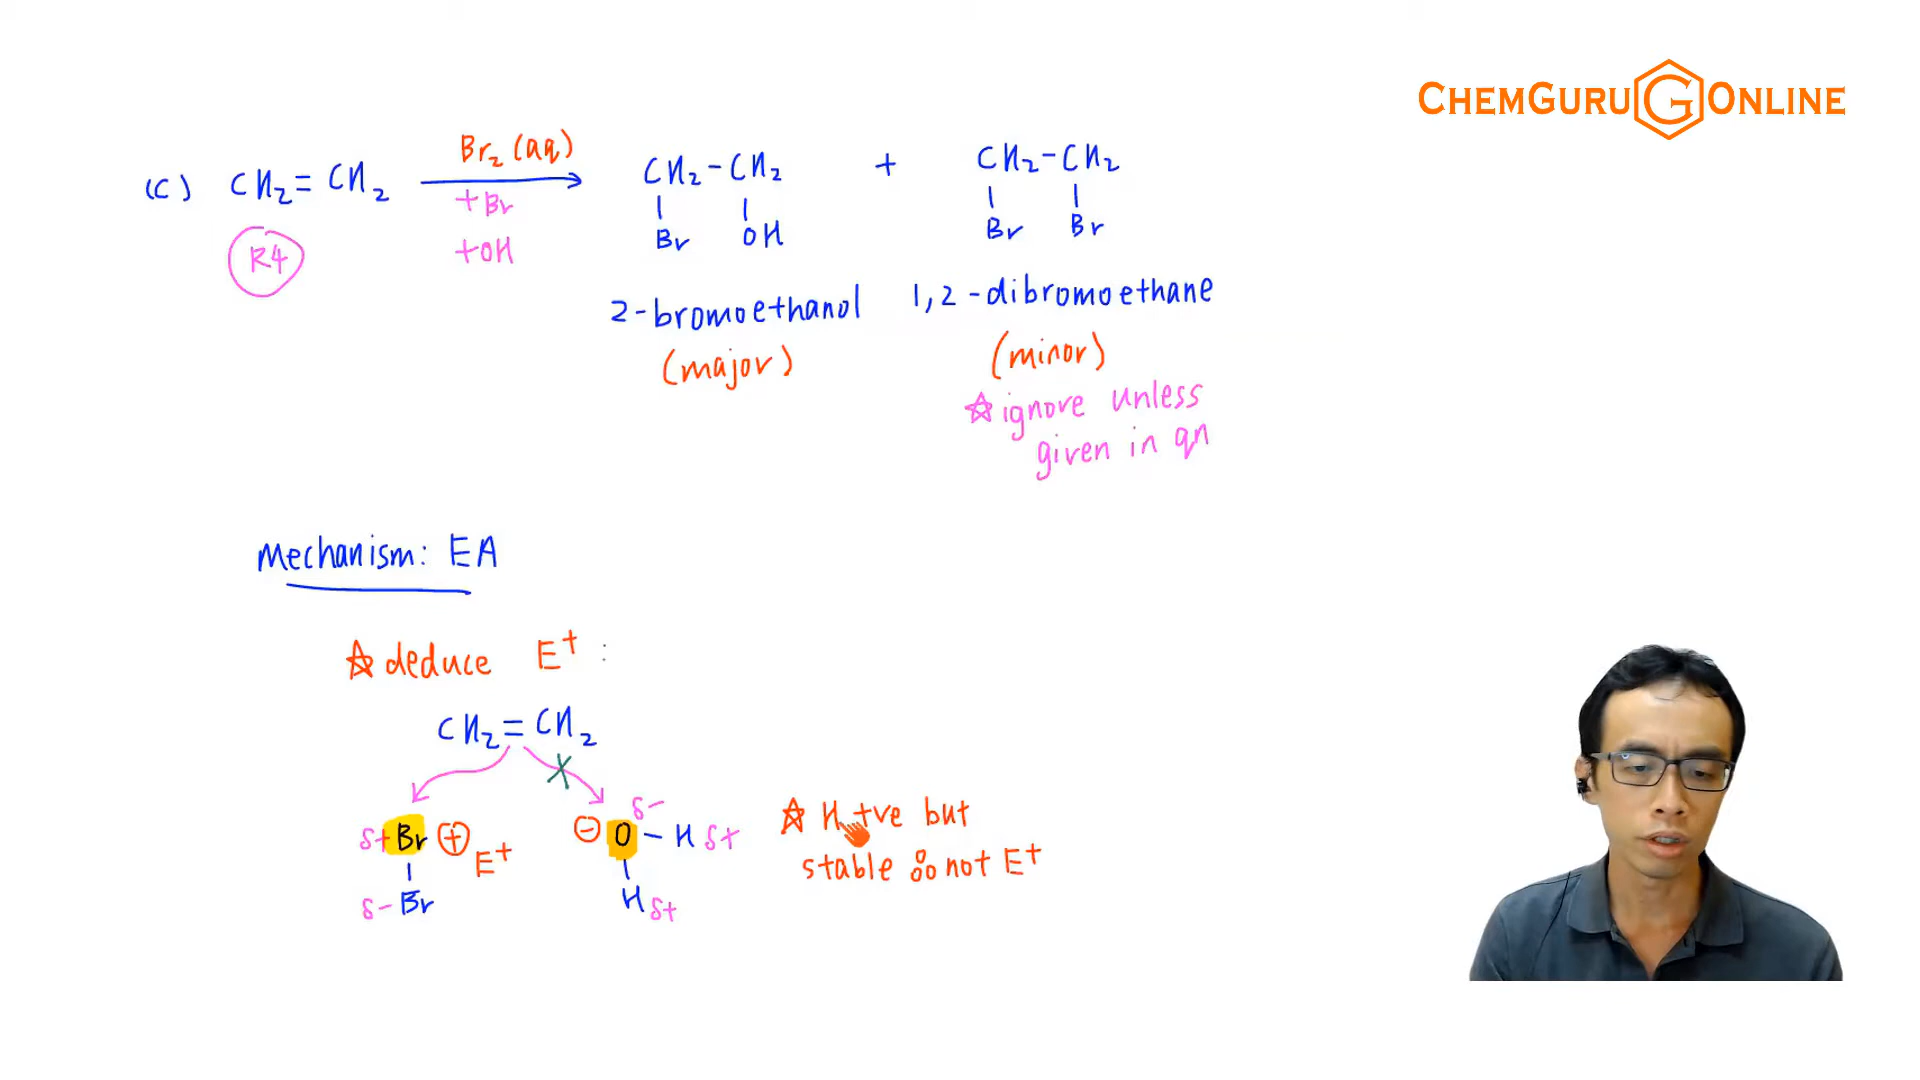 CHEMGURU G ONLINE
(c) CH2=CH2 Br2 (aq) CH2-CH2 + CH2-CH2
+Br
R4 +OH Br OH Br Br
2-bromoethanol 1,2-dibromoethane
(major) (minor)
☆ ignore unless
given in qn
Mechanism: EA
☆ deduce E+ :
CH2=CH2
X
δ+ Br ⊕ E+ ⊖ O δ- - H δ+ ☆ H +ve but
stable ∴ not E+
δ- Br H δ+